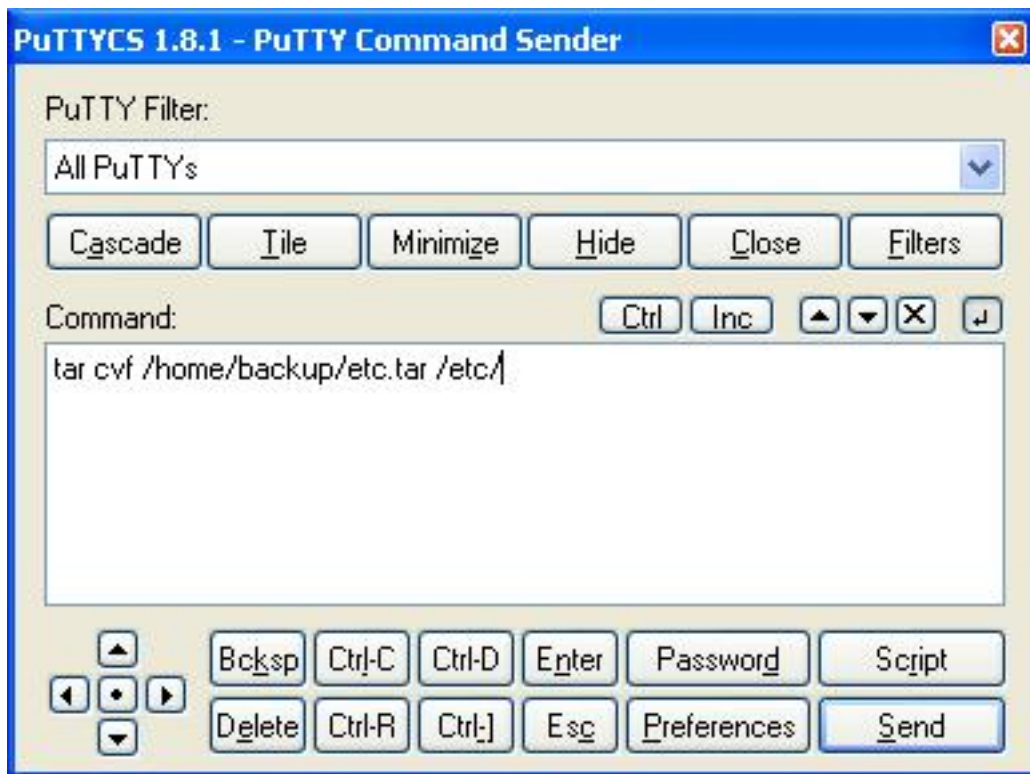 PuTTYCS 1.8.1 - PuTTY Command Sender
PuTTY Filter:
All PuTTYs
Cascade Tile Minimize Hide Close Filters
Command: Ctrl Inc
tar cvf /home/backup/etc.tar /etc/
Bcksp Ctrl-C Ctrl-D Enter Password Script
Delete Ctrl-R Ctrl-] Esc Preferences Send